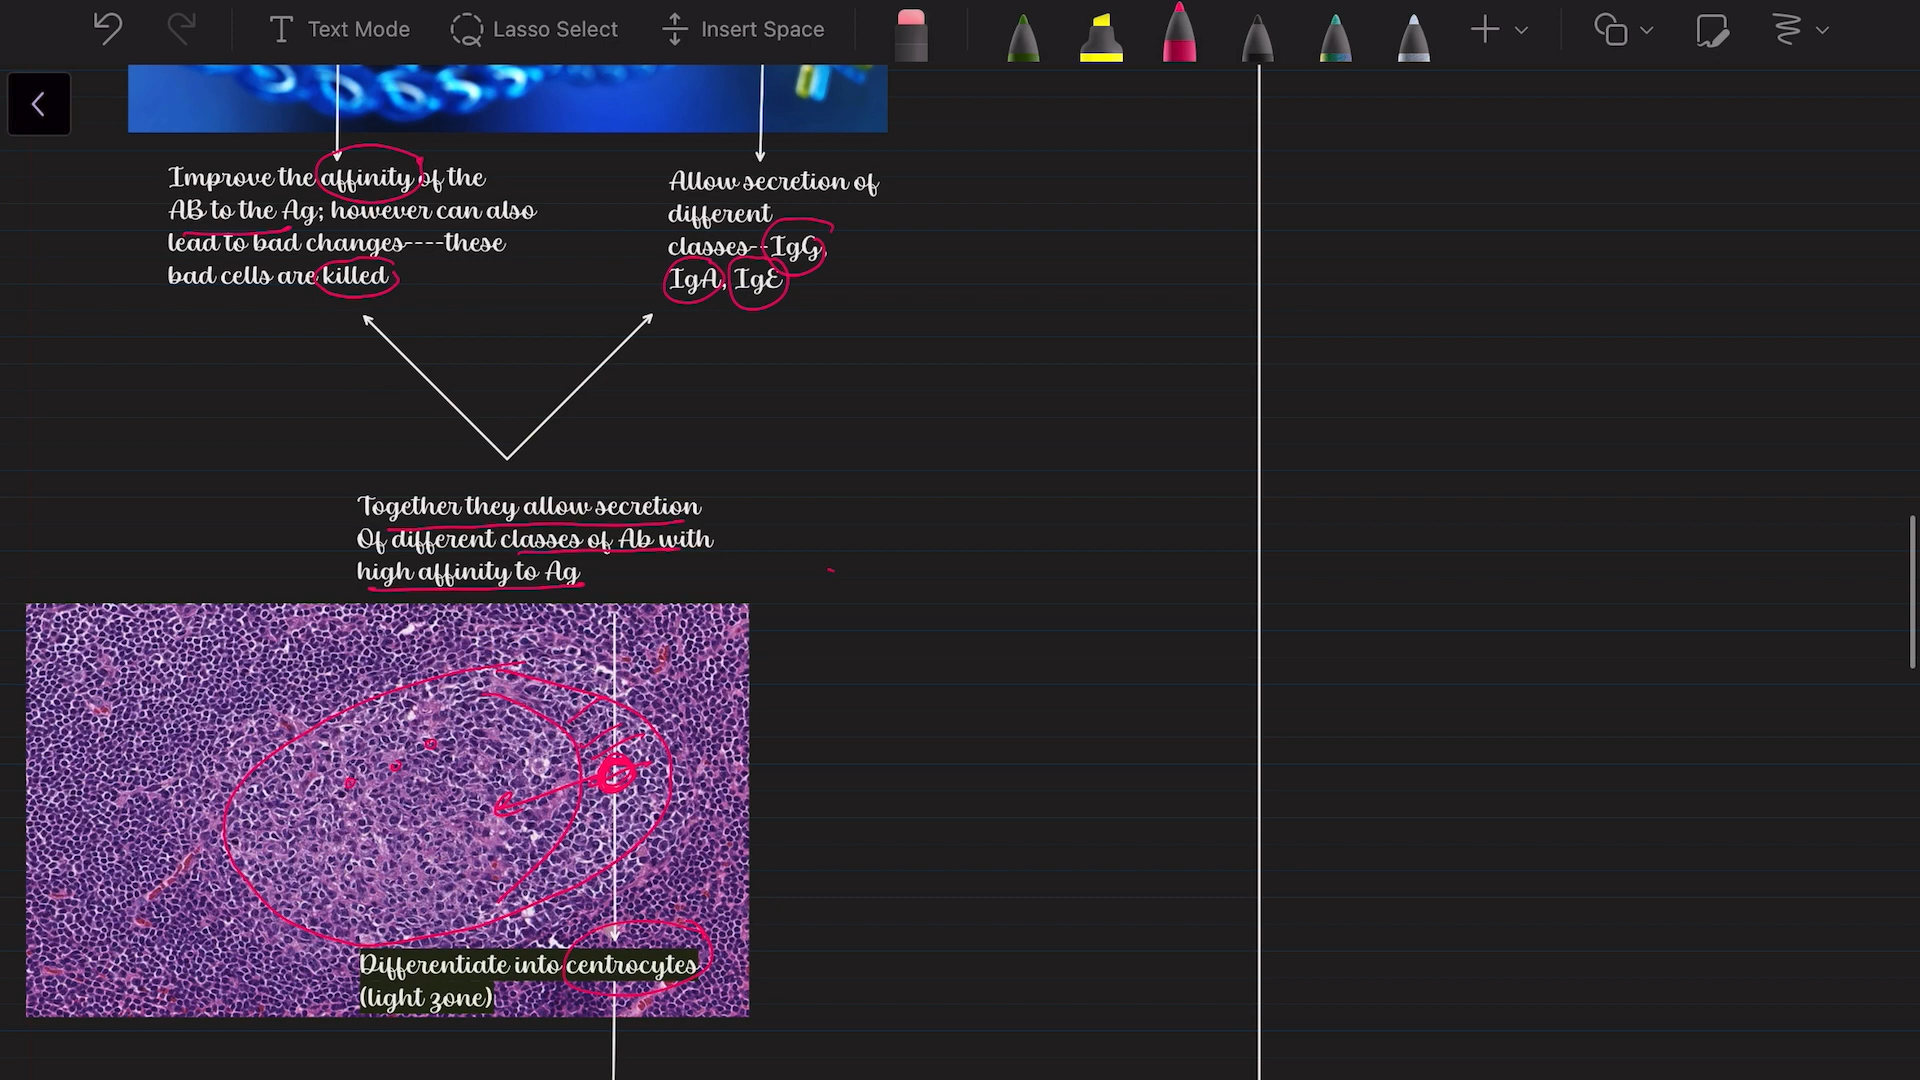 Text Mode
Lasso Select
Insert Space
Improve the affinity of the
AB to the Ag; however can also
lead to bad changes----these
bad cells are killed
Allow secretion of
different
classes--IgG,
IgA, IgE
Together they allow secretion
Of different classes of Ab with
high affinity to Ag
Differentiate into centrocytes
(light zone)